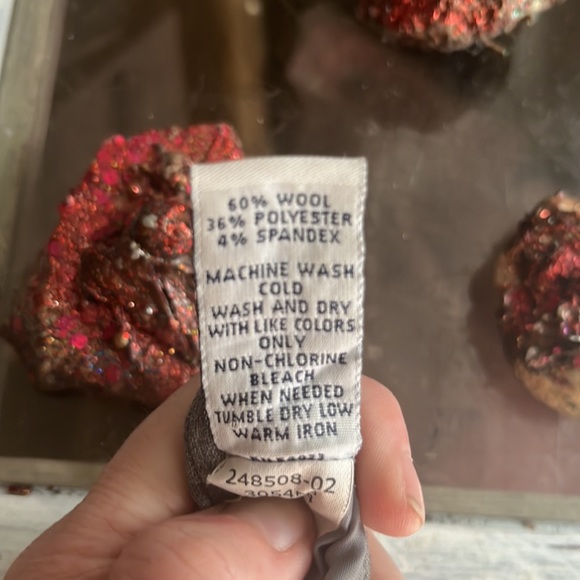 60% WOOL
36% POLYESTER
4% SPANDEX
MACHINE WASH
COLD
WASH AND DRY
WITH LIKE COLORS
ONLY
NON-CHLORINE
BLEACH
WHEN NEEDED
TUMBLE DRY LOW
WARM IRON
248508-02